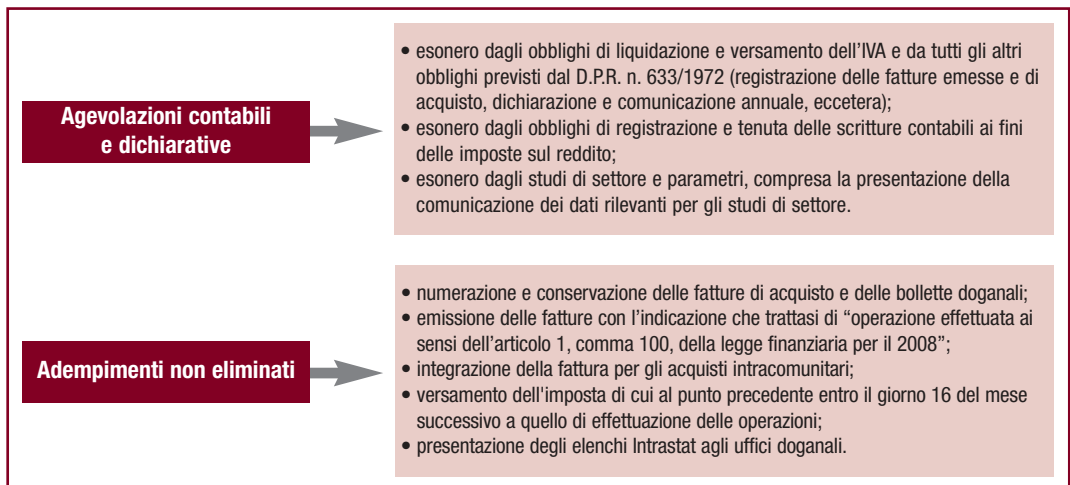 Agevolazioni contabili
e dichiarative
• esonero dagli obblighi di liquidazione e versamento dell'IVA e da tutti gli altri
obblighi previsti dal D.P.R. n. 633/1972 (registrazione delle fatture emesse e di
acquisto, dichiarazione e comunicazione annuale, eccetera);
• esonero dagli obblighi di registrazione e tenuta delle scritture contabili ai fini
delle imposte sul reddito;
• esonero dagli studi di settore e parametri, compresa la presentazione della
comunicazione dei dati rilevanti per gli studi di settore.
Adempimenti non eliminati
• numerazione e conservazione delle fatture di acquisto e delle bollette doganali;
• emissione delle fatture con l'indicazione che trattasi di “operazione effettuata ai
sensi dell'articolo 1, comma 100, della legge finanziaria per il 2008”;
• integrazione della fattura per gli acquisti intracomunitari;
• versamento dell'imposta di cui al punto precedente entro il giorno 16 del mese
successivo a quello di effettuazione delle operazioni;
• presentazione degli elenchi Intrastat agli uffici doganali.